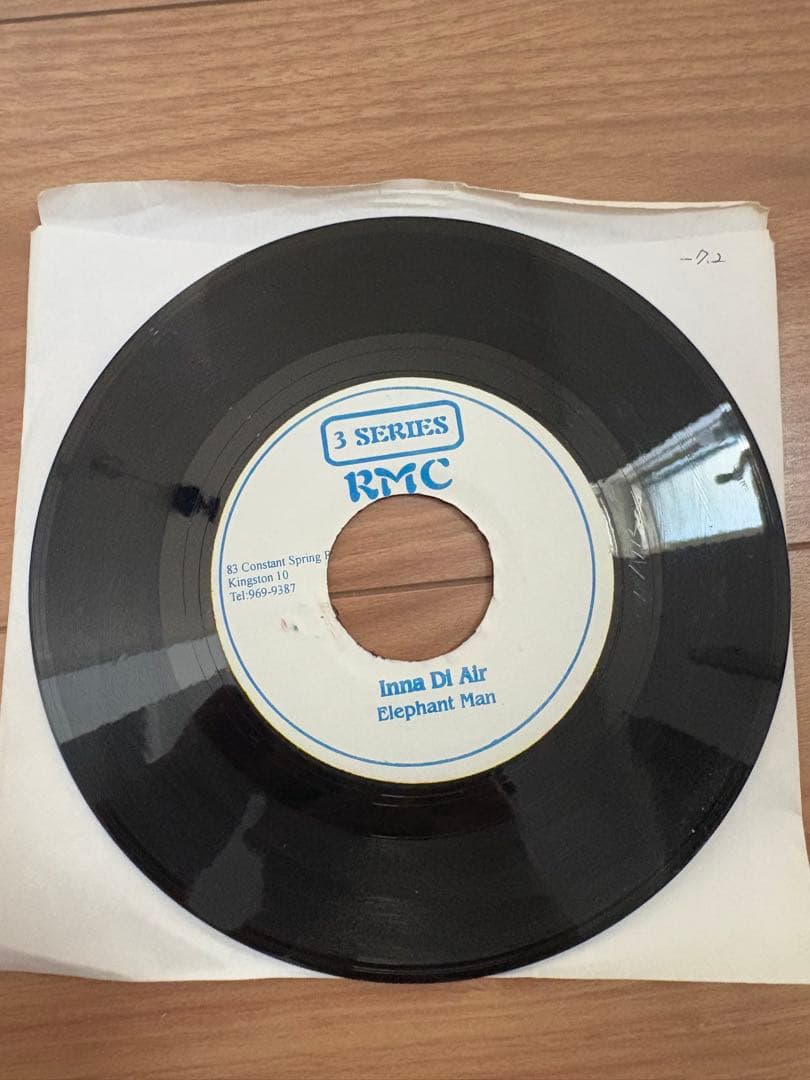 -7.2
3 SERIES
RMC
83 Constant Spring
Kingston 10
Tel:969-9387
Inna Di Air
Elephant Man